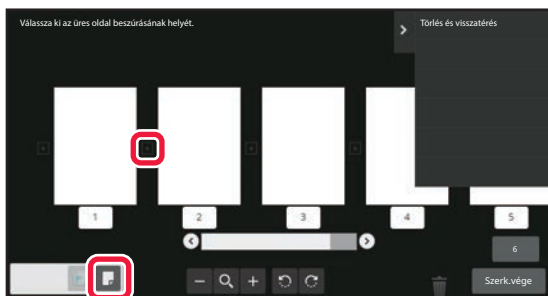 Válassza ki az üres oldal beszúrásának helyét.
Törlés és visszatérés
1
2
3
4
5
6
Szerk.vége